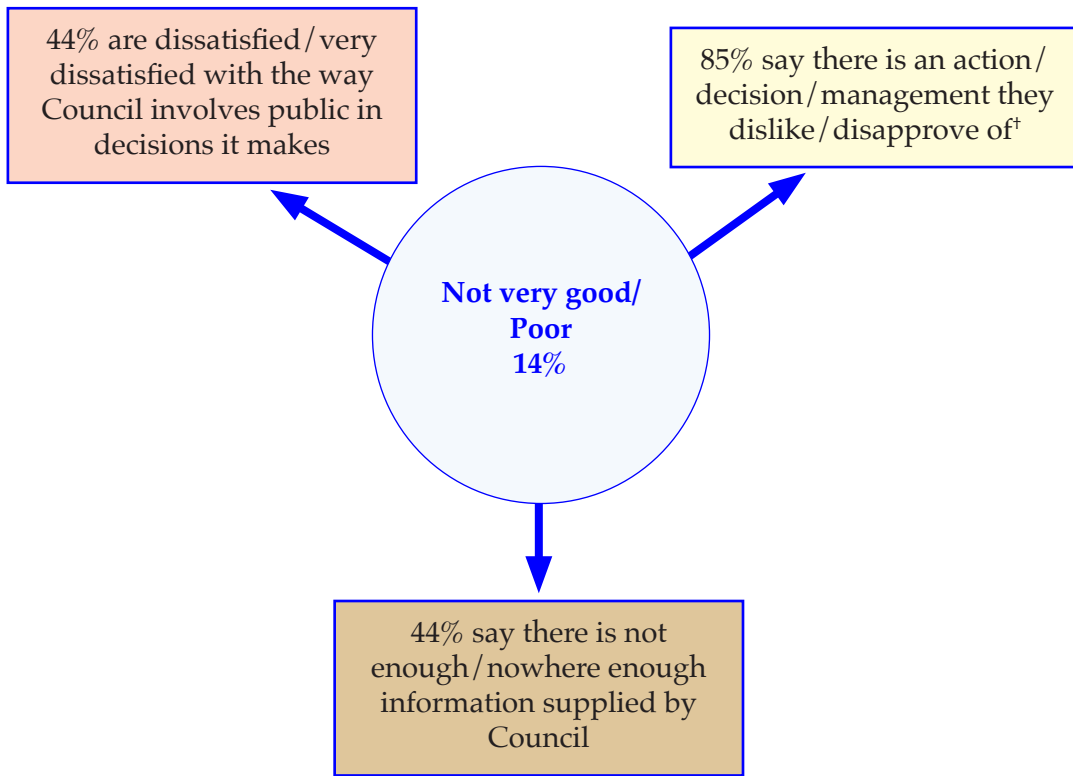 44% are dissatisfied/very
dissatisfied with the way
Council involves public in
decisions it makes
85% say there is an action/
decision/management they
dislike/disapprove of†
Not very good/
Poor
14%
44% say there is not
enough/nowhere enough
information supplied by
Council